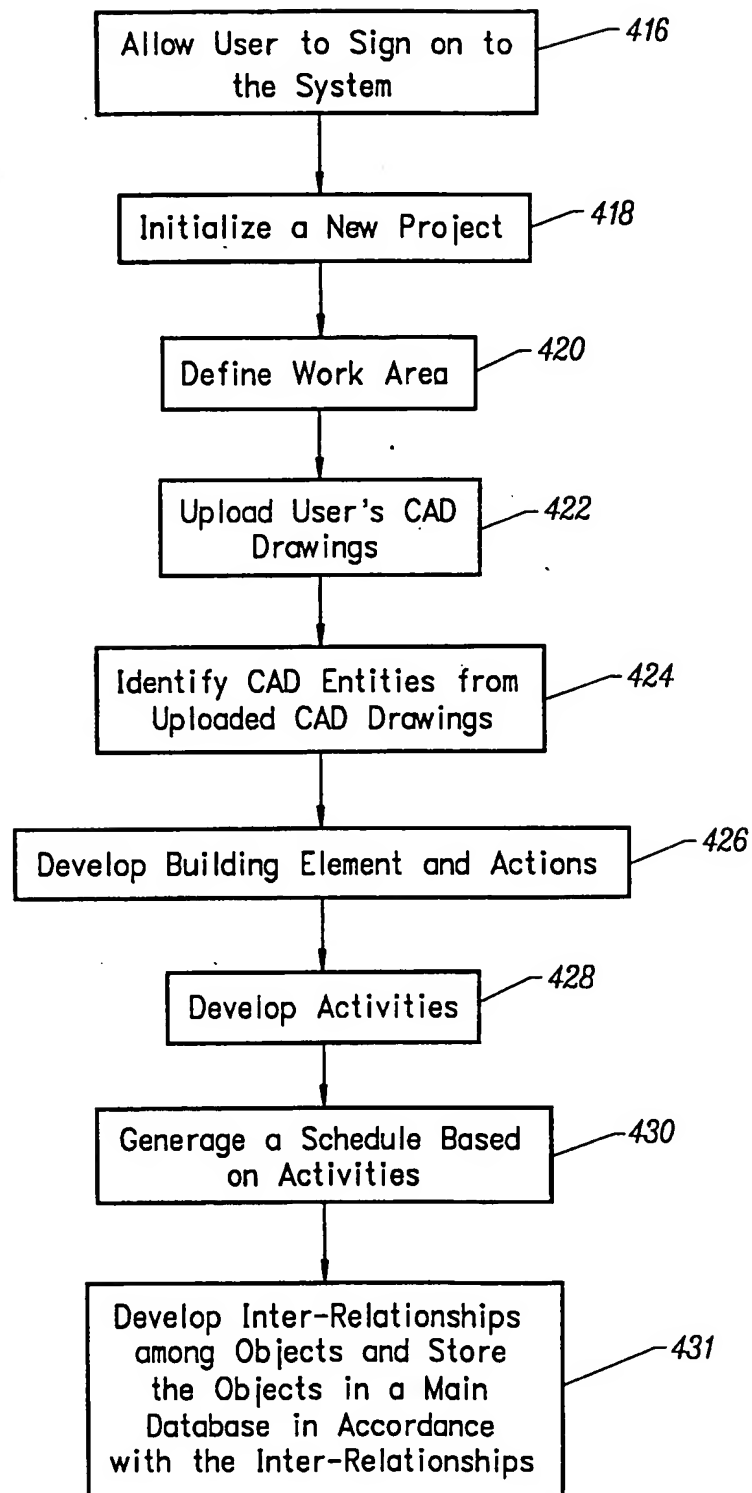 Allow User to Sign on to
the System
416
Initialize a New Project
418
Define Work Area
420
Upload User's CAD
Drawings
422
Identify CAD Entities from
Uploaded CAD Drawings
424
Develop Building Element and Actions
426
Develop Activities
428
Generage a Schedule Based
on Activities
430
Develop Inter-Relationships
among Objects and Store
the Objects in a Main
Database in Accordance
with the Inter-Relationships
431